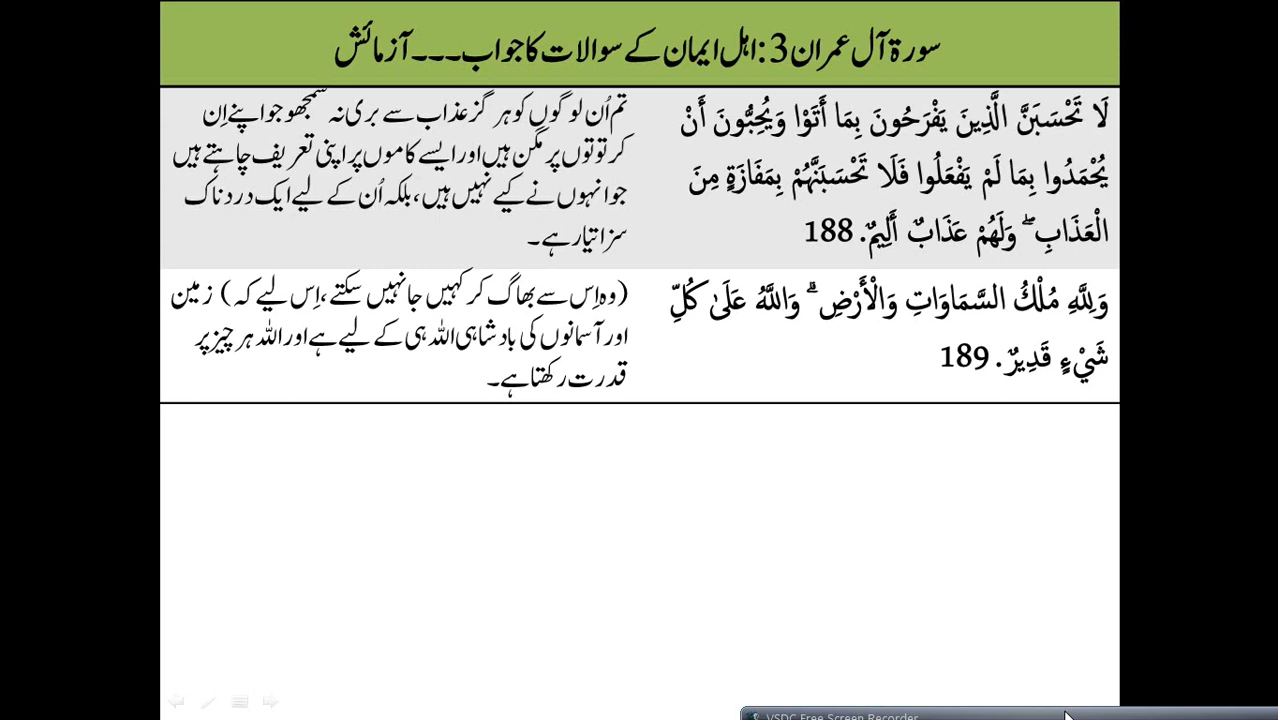 سورۃ آل عمران 3: اہل ایمان کے سوالات کا جواب۔۔۔ آزمائش
لَا تَحْسَبَنَّ الَّذِينَ يَفْرَحُونَ بِمَا أَتَوْا وَيُحِبُّونَ أَنْ
يُحْمَدُوا بِمَا لَمْ يَفْعَلُوا فَلَا تَحْسَبَنَّهُمْ بِمَفَازَةٍ مِنَ
الْعَذَابِ ۖ وَلَهُمْ عَذَابٌ أَلِيمٌ. 188
تم اُن لوگوں کو ہر گز عذاب سے بری نہ سمجھو جو اپنے اِن
کرتوتوں پر مگن ہیں اور ایسے کاموں پر اپنی تعریف چاہتے ہیں
جو انہوں نے کیے نہیں ہیں، بلکہ اُن کے لیے ایک دردناک
سزا تیار ہے۔
وَلِلَّهِ مُلْكُ السَّمَاوَاتِ وَالْأَرْضِ ۗ وَاللَّهُ عَلَىٰ كُلِّ
شَيْءٍ قَدِيرٌ. 189
(وہ اِس سے بھاگ کر کہیں جا نہیں سکتے، اِس لیے کہ) زمین
اور آسمانوں کی بادشاہی اللہ ہی کے لیے ہے اور اللہ ہر چیز پر
قدرت رکھتا ہے۔
VSDC Free Screen Recorder